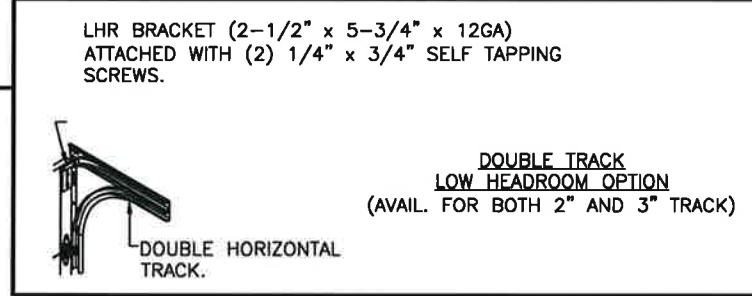 LHR BRACKET (2-1/2" x 5-3/4" x 12GA)
ATTACHED WITH (2) 1/4" x 3/4" SELF TAPPING
SCREWS.
DOUBLE TRACK
LOW HEADROOM OPTION
(AVAIL. FOR BOTH 2" AND 3" TRACK)
DOUBLE HORIZONTAL
TRACK.